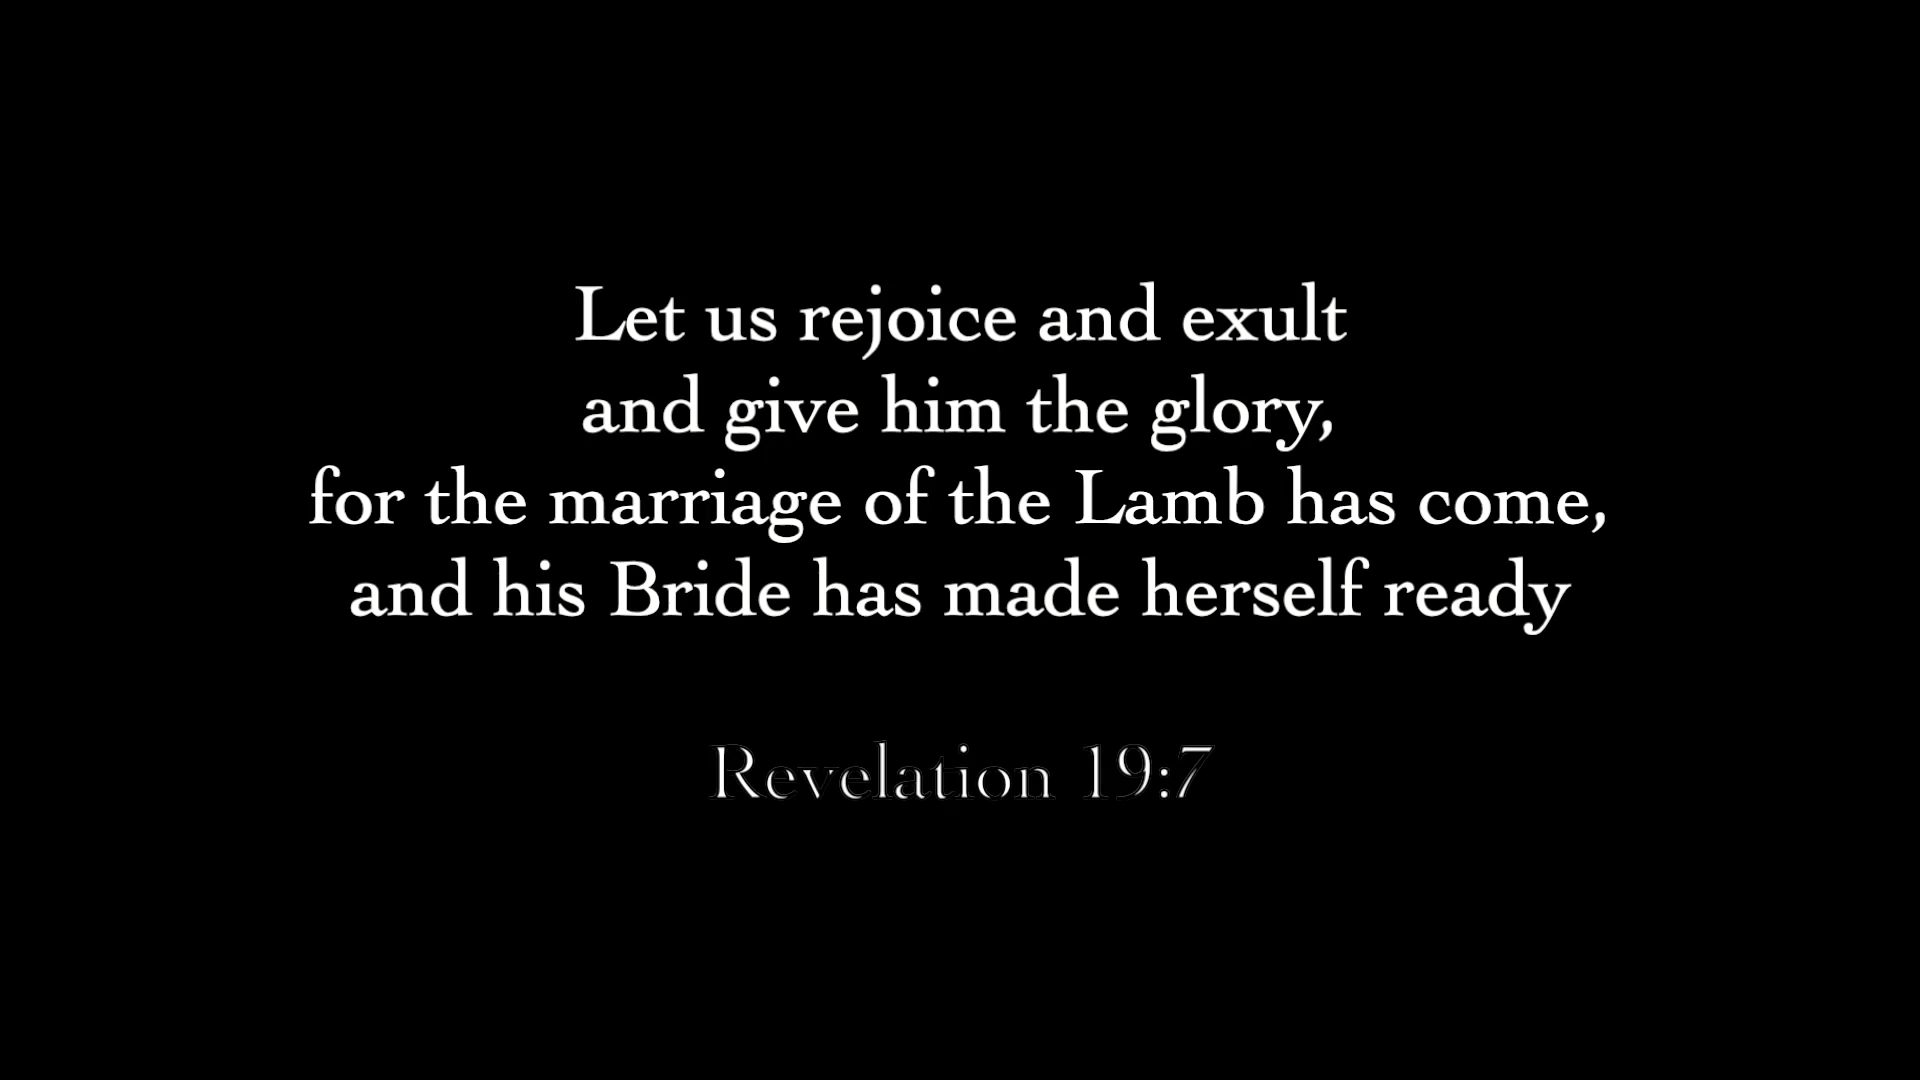 Let us rejoice and exult
and give him the glory,
for the marriage of the Lamb has come,
and his Bride has made herself ready
Revelation 19:7